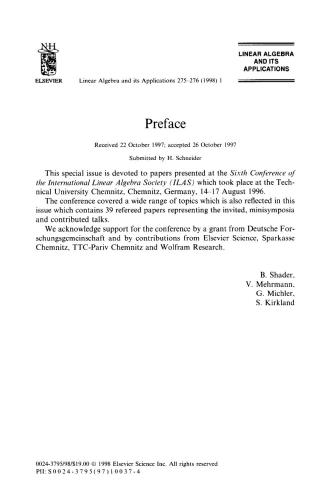 NH
ELSEVIER
Linear Algebra and its Applications 275-276 (1998) 1
LINEAR ALGEBRA
AND ITS
APPLICATIONS
Preface
Received 22 October 1997; accepted 26 October 1997
Submitted by H. Schneider
This special issue is devoted to papers presented at the Sixth Conference of
the International Linear Algebra Society (ILAS) which took place at the Tech-
nical University Chemnitz, Chemnitz, Germany, 14–17 August 1996.
The conference covered a wide range of topics which is also reflected in this
issue which contains 39 refereed papers representing the invited, minisymposia
and contributed talks.
We acknowledge support for the conference by a grant from Deutsche For-
schungsgemeinschaft and by contributions from Elsevier Science, Sparkasse
Chemnitz, TTC-Pariv Chemnitz and Wolfram Research.
B. Shader,
V. Mehrmann,
G. Michler,
S. Kirkland
0024-3795/98/$19.00 © 1998 Elsevier Science Inc. All rights reserved
PII: S0024-3795(97)10037-4